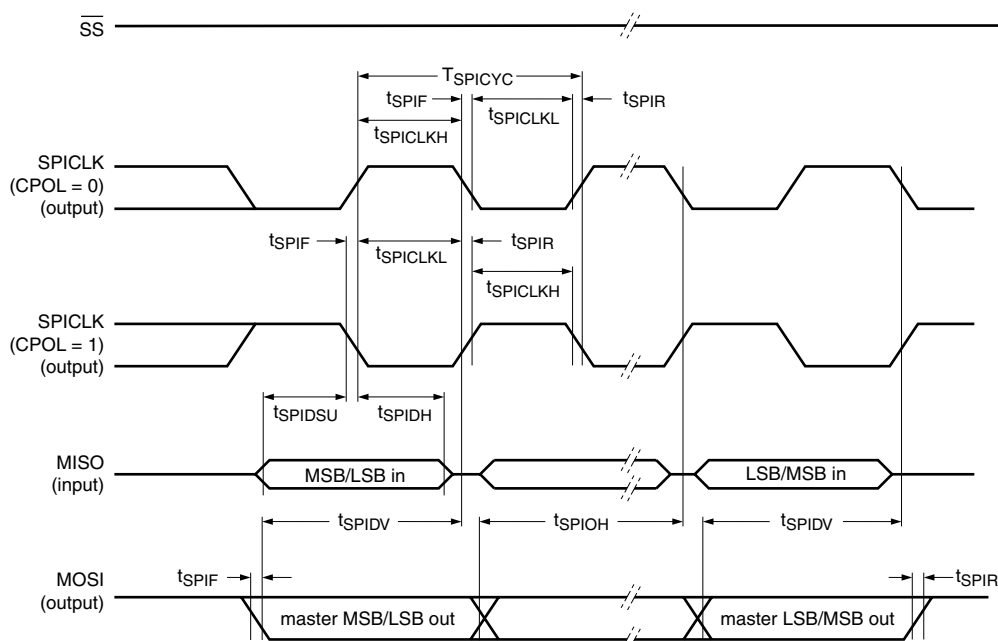 SS
TSPICYC
tSPIF
tSPICLKL
tSPIR
tSPICLKH
SPICLK
(CPOL = 0)
(output)
tSPIF
tSPICLKL
tSPIR
tSPICLKH
SPICLK
(CPOL = 1)
(output)
tSPIDSU
tSPIDH
MISO
(input)
MSB/LSB in
LSB/MSB in
tSPIDV
tSPIOH
tSPIDV
MOSI
(output)
tSPIF
tSPIR
master MSB/LSB out
master LSB/MSB out